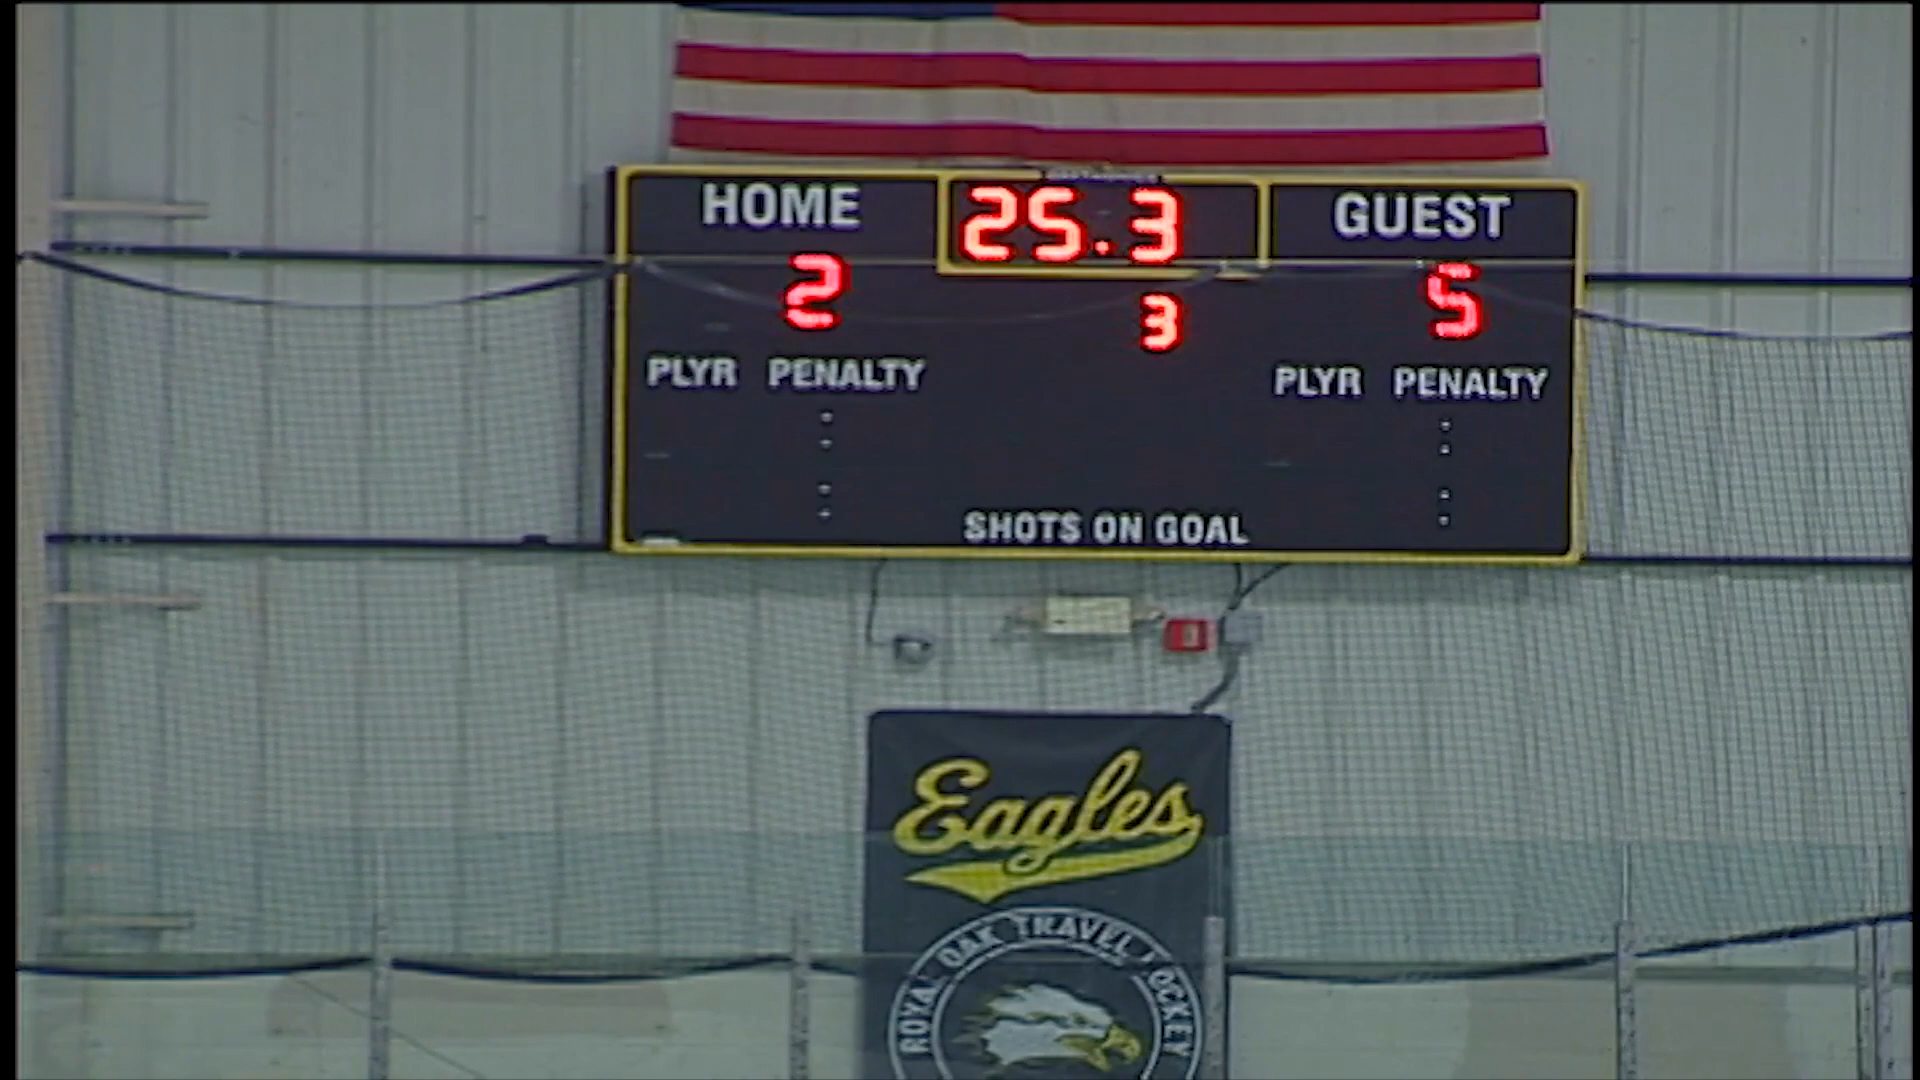 HOME 25.3 GUEST
2 3 5
PLYR PENALTY PLYR PENALTY
SHOTS ON GOAL
Eagles
ROYAL OAK TRAVEL HOCKEY